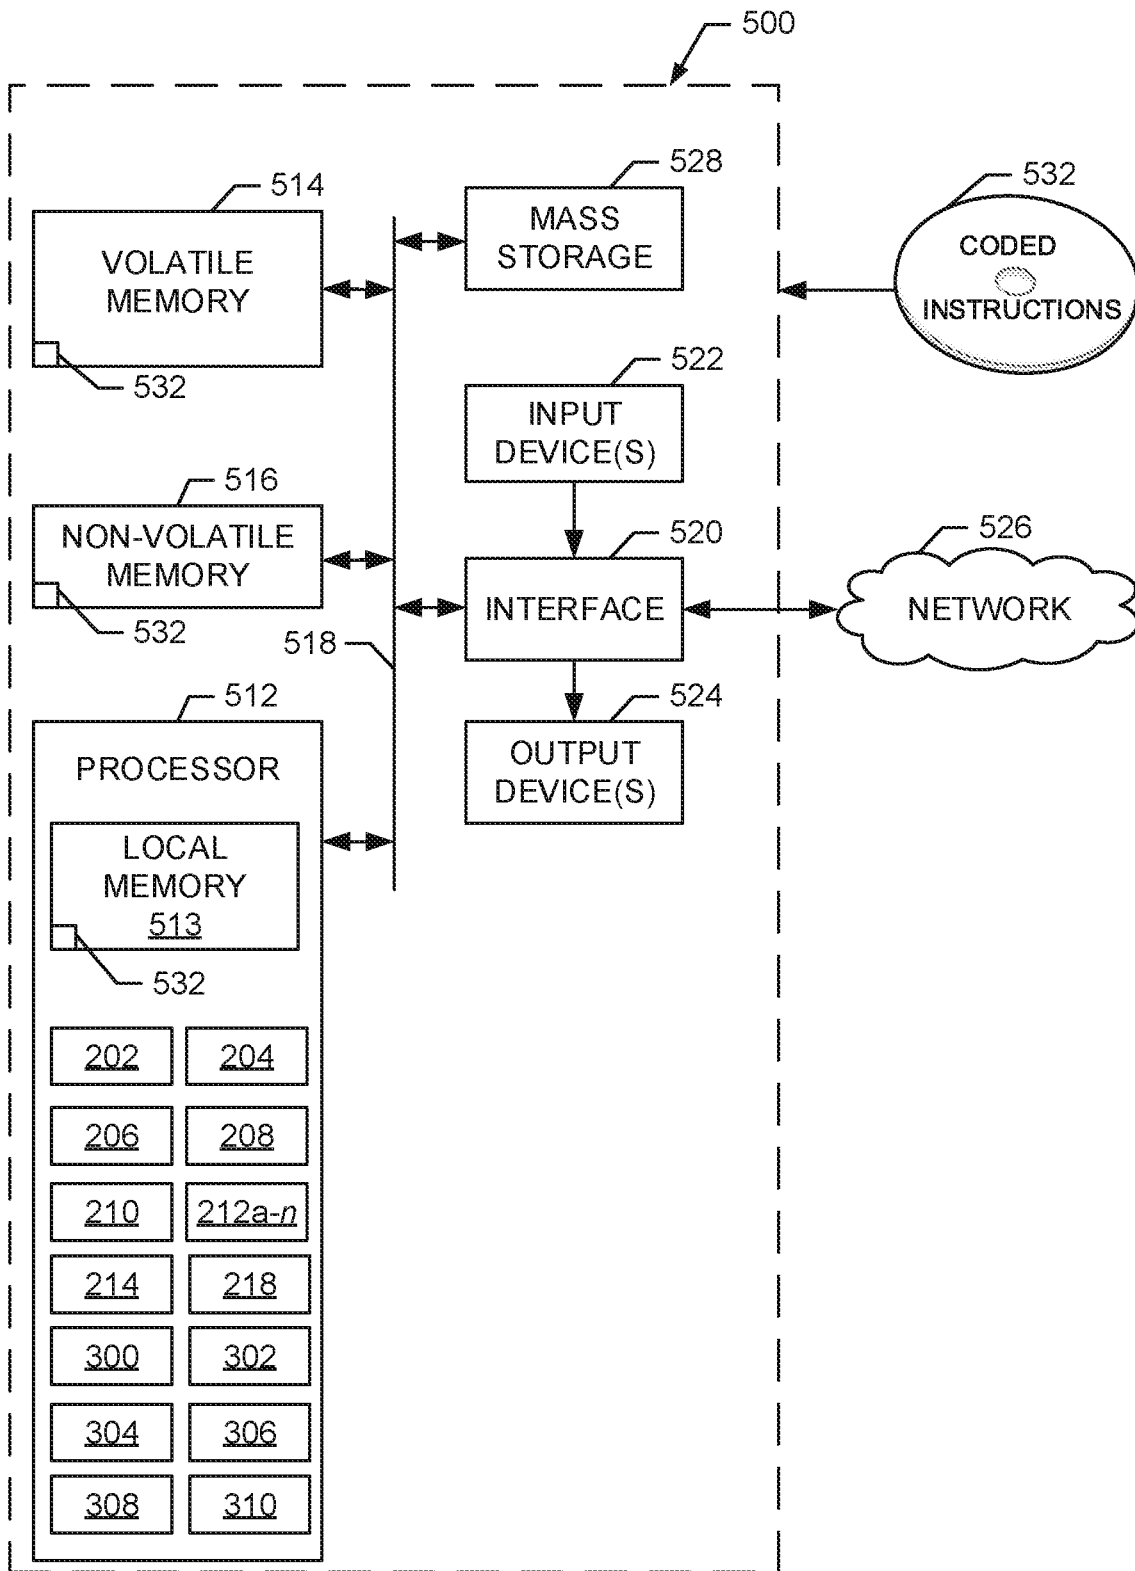 500
514
VOLATILE
MEMORY
532
528
MASS
STORAGE
532
CODED
INSTRUCTIONS
522
INPUT
DEVICE(S)
516
NON-VOLATILE
MEMORY
532
518
520
INTERFACE
526
NETWORK
524
OUTPUT
DEVICE(S)
512
PROCESSOR
LOCAL
MEMORY
513
532
202 204
206 208
210 212a-n
214 218
300 302
304 306
308 310